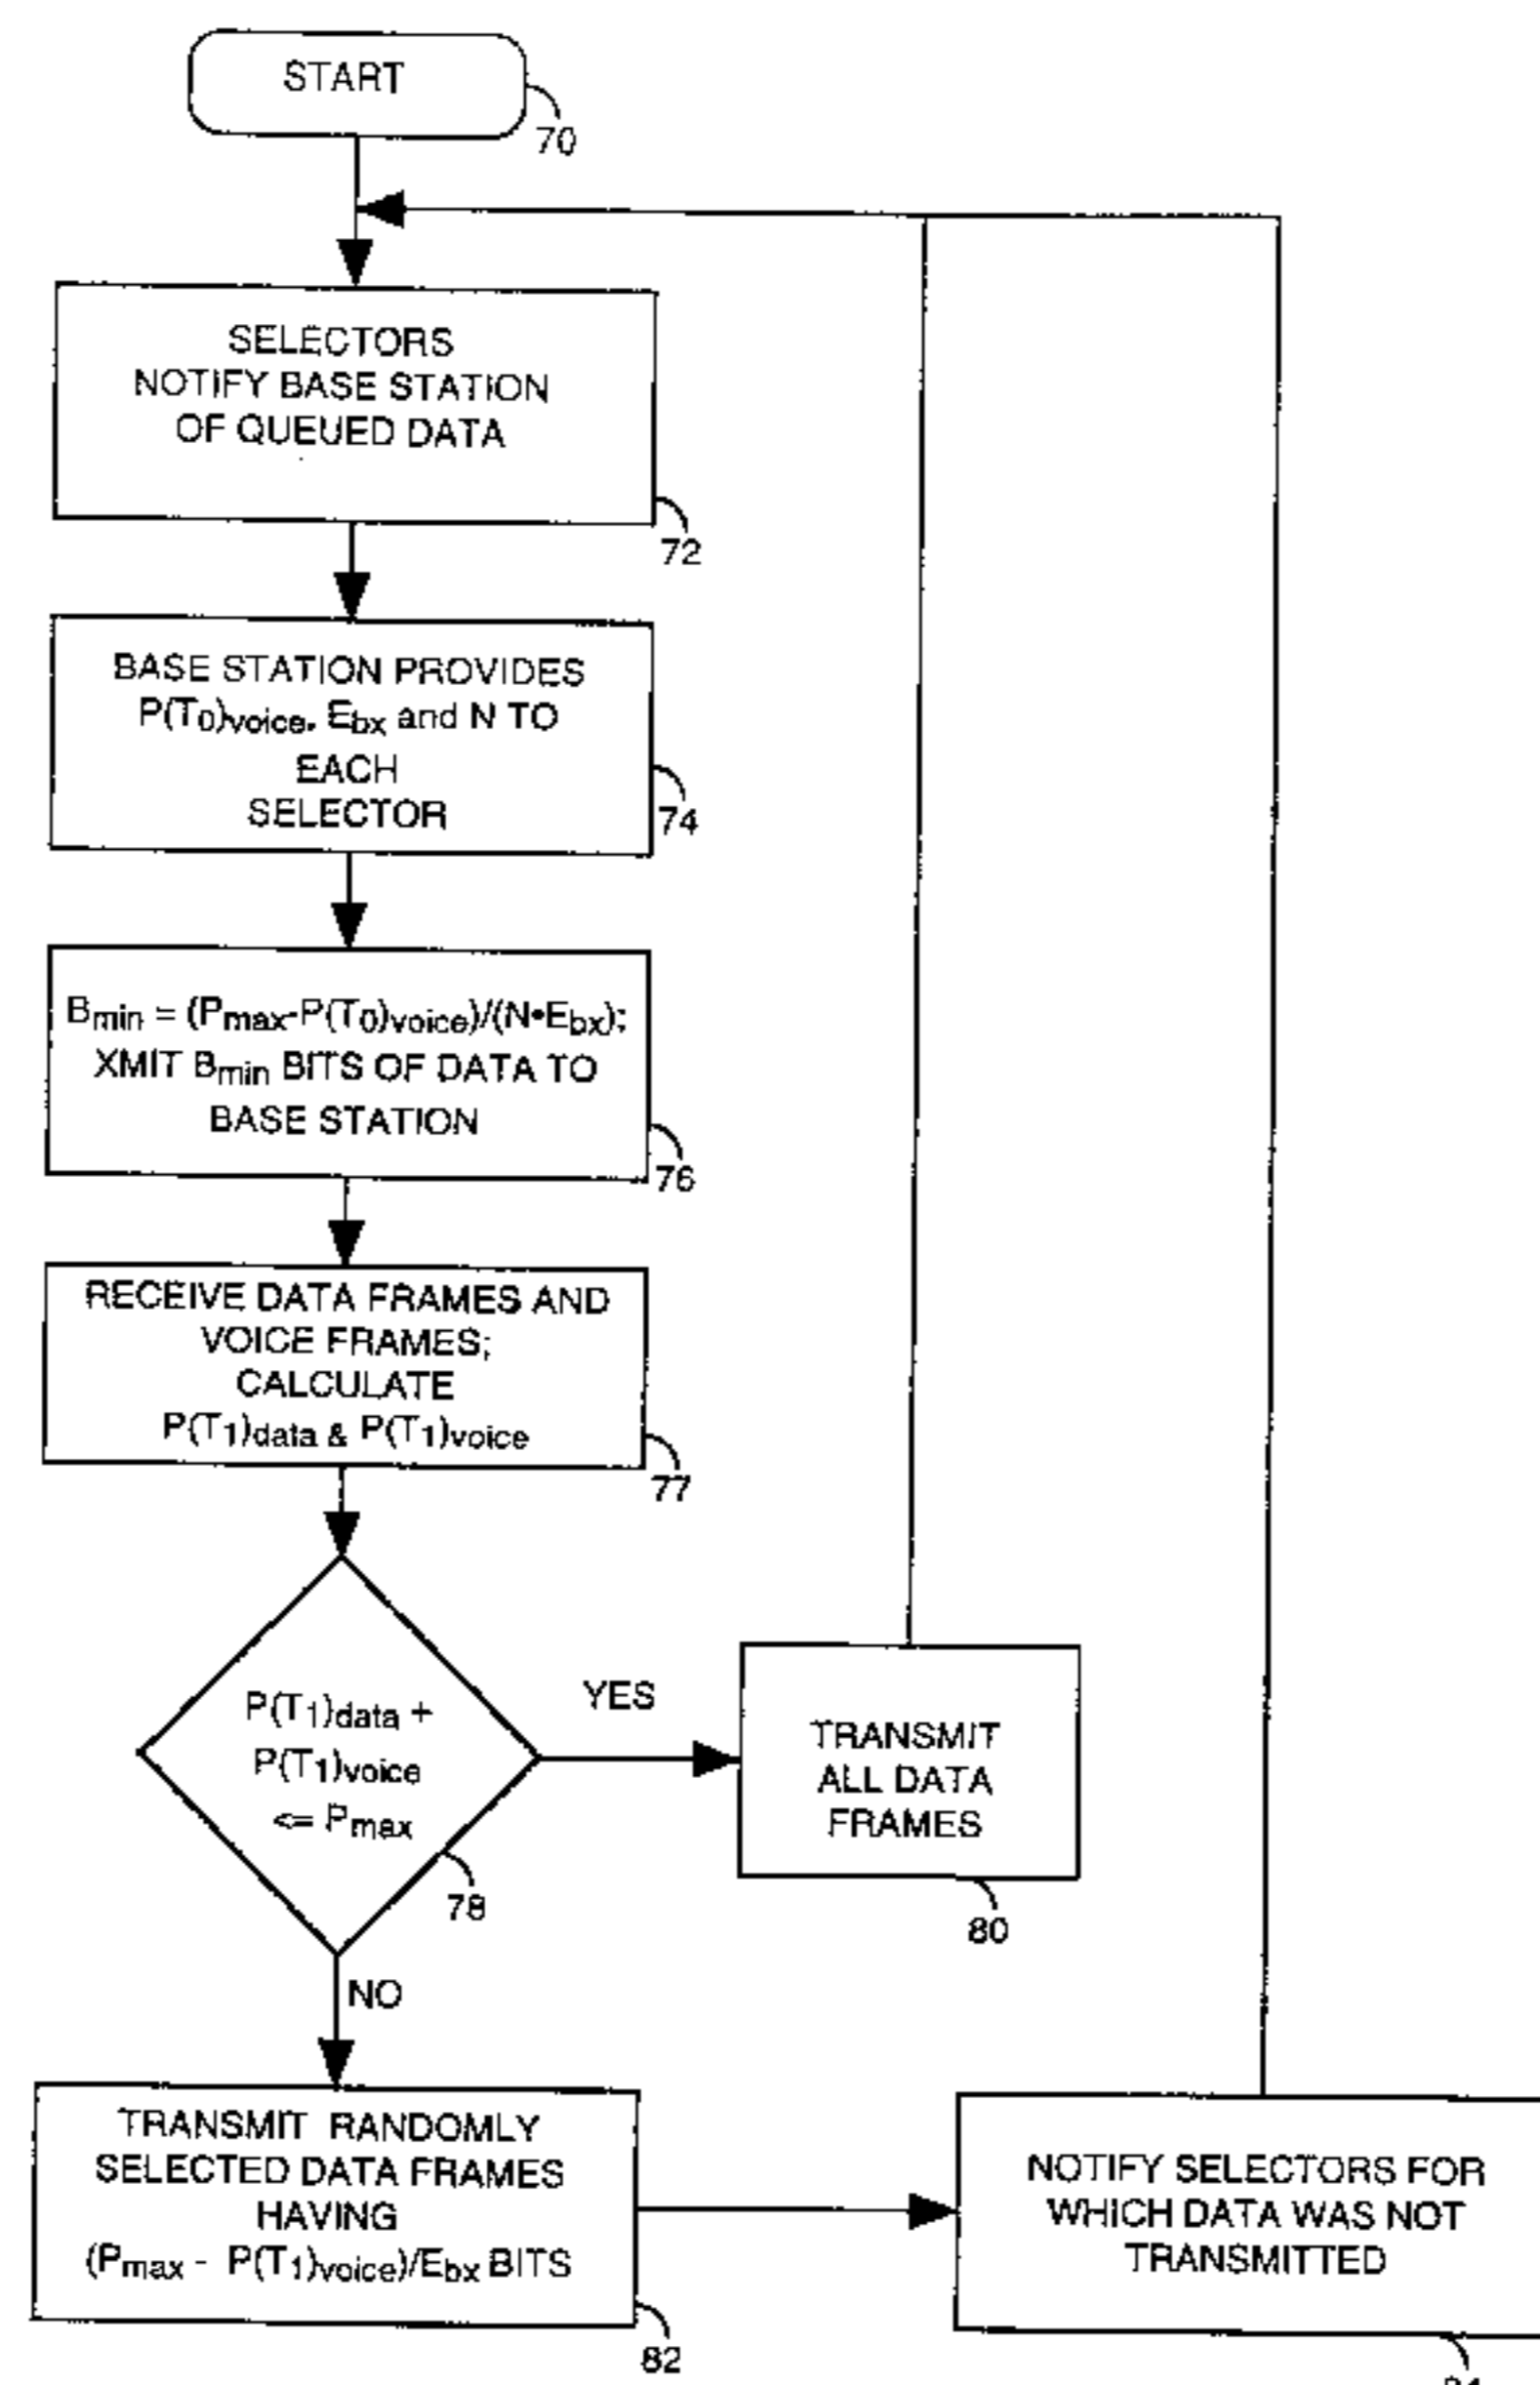 START
70
SELECTORS
NOTIFY BASE STATION
OF QUEUED DATA
72
BASE STATION PROVIDES
P(T0)voice, Ebx and N TO
EACH
SELECTOR
74
Bmin = (Pmax-P(T0)voice)/(N•Ebx);
XMIT Bmin BITS OF DATA TO
BASE STATION
76
RECEIVE DATA FRAMES AND
VOICE FRAMES;
CALCULATE
P(T1)data & P(T1)voice
77
P(T1)data +
P(T1)voice
<= Pmax
78
YES
TRANSMIT
ALL DATA
FRAMES
80
NO
TRANSMIT RANDOMLY
SELECTED DATA FRAMES
HAVING
(Pmax - P(T1)voice)/Ebx BITS
82
NOTIFY SELECTORS FOR
WHICH DATA WAS NOT
TRANSMITTED